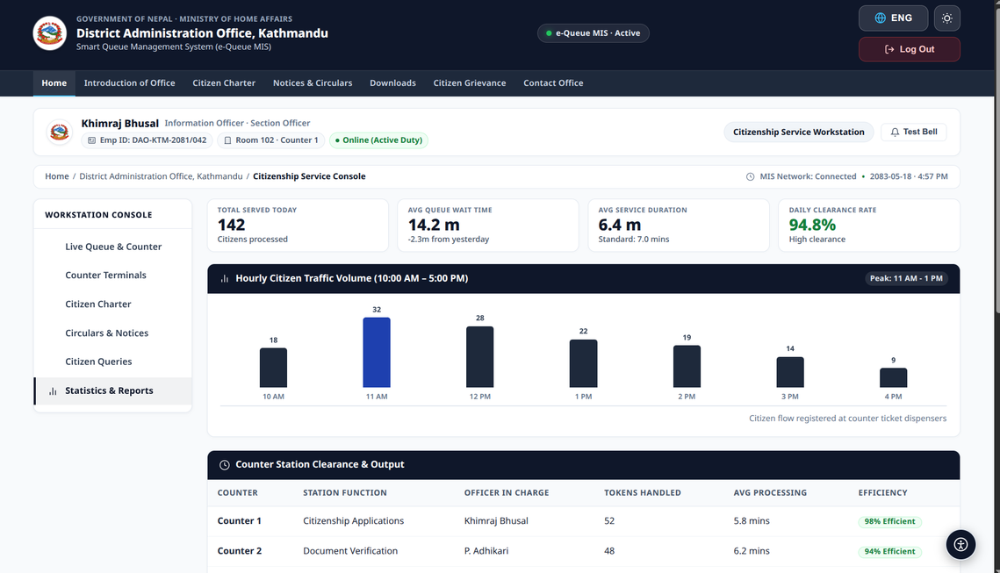 GOVERNMENT OF NEPAL · MINISTRY OF HOME AFFAIRS
District Administration Office, Kathmandu
Smart Queue Management System (e-Queue MIS)
e-Queue MIS · Active
ENG
Log Out
Home
Introduction of Office
Citizen Charter
Notices & Circulars
Downloads
Citizen Grievance
Contact Office
Khimraj Bhusal Information Officer · Section Officer
Emp ID: DAO-KTM-2081/042
Room 102 · Counter 1
Online (Active Duty)
Citizenship Service Workstation
Test Bell
Home / District Administration Office, Kathmandu / Citizenship Service Console
MIS Network: Connected • 2083-05-18 · 4:57 PM
WORKSTATION CONSOLE
Live Queue & Counter
Counter Terminals
Citizen Charter
Circulars & Notices
Citizen Queries
Statistics & Reports
TOTAL SERVED TODAY
142
Citizens processed
AVG QUEUE WAIT TIME
14.2 m
-2.3m from yesterday
AVG SERVICE DURATION
6.4 m
Standard: 7.0 mins
DAILY CLEARANCE RATE
94.8%
High clearance
Hourly Citizen Traffic Volume (10:00 AM – 5:00 PM)
Peak: 11 AM - 1 PM
18
32
28
22
19
14
9
10 AM
11 AM
12 PM
1 PM
2 PM
3 PM
4 PM
Citizen flow registered at counter ticket dispensers
Counter Station Clearance & Output
COUNTER STATION FUNCTION OFFICER IN CHARGE TOKENS HANDLED AVG PROCESSING EFFICIENCY
Counter 1 Citizenship Applications Khimraj Bhusal 52 5.8 mins 98% Efficient
Counter 2 Document Verification P. Adhikari 48 6.2 mins 94% Efficient